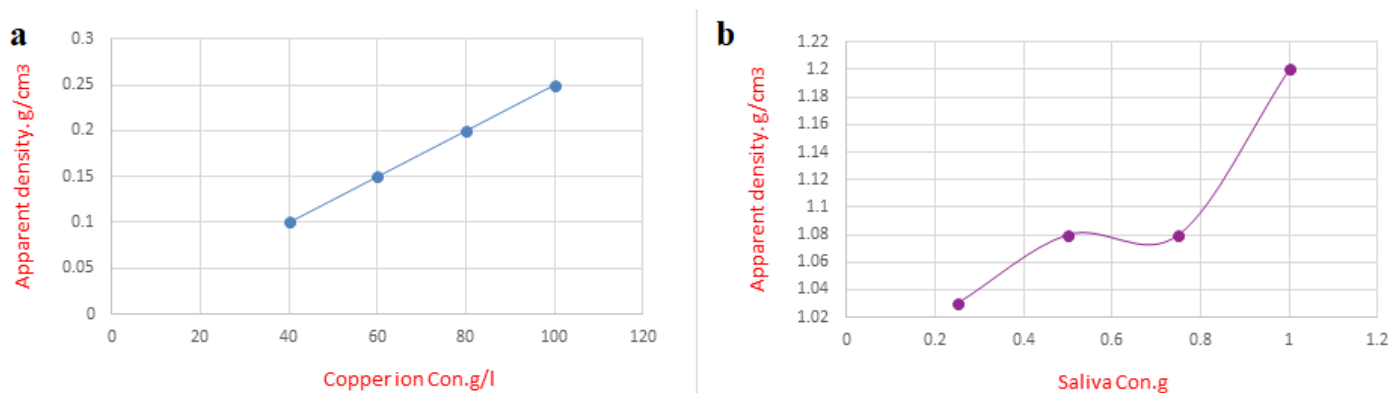 a
0.3
0.25
0.2
0.15
0.1
0.05
0
0 20 40 60 80 100 120
Apparent density. g/cm3
Copper ion Con.g/l
b
1.22
1.2
1.18
1.16
1.14
1.12
1.1
1.08
1.06
1.04
1.02
0 0.2 0.4 0.6 0.8 1 1.2
Apparent density. g/cm3
Saliva Con.g